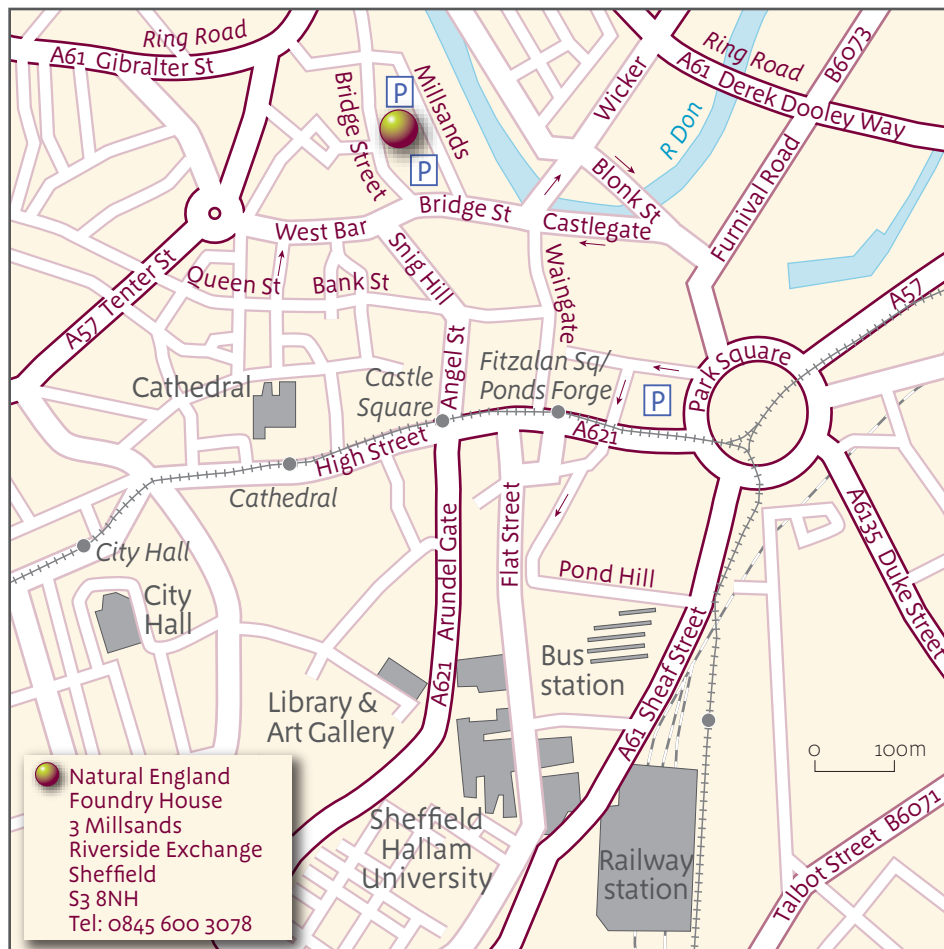 Ring Road
A61 Gibralter St
Bridge Street
P
Millsands
P
Wicker
R Don
Ring Road
A61 Derek Dooley Way
B6073
Furnival Road
Blonk St
Bridge St
Castlegate
West Bar
Snig Hill
Waingate
Queen St
Bank St
A57 Tenter St
A57
Park Square
Cathedral
Castle
Square
Angel St
Fitzalan Sq/
Ponds Forge
P
A621
High Street
Cathedral
City Hall
City
Hall
Arundel Gate
A621
Flat Street
Pond Hill
A6135 Duke Street
Bus
station
A61 Sheaf Street
Library &
Art Gallery
Sheffield
Hallam
University
Railway
station
0 100m
Talbot Street B6071
Natural England
Foundry House
3 Millsands
Riverside Exchange
Sheffield
S3 8NH
Tel: 0845 600 3078